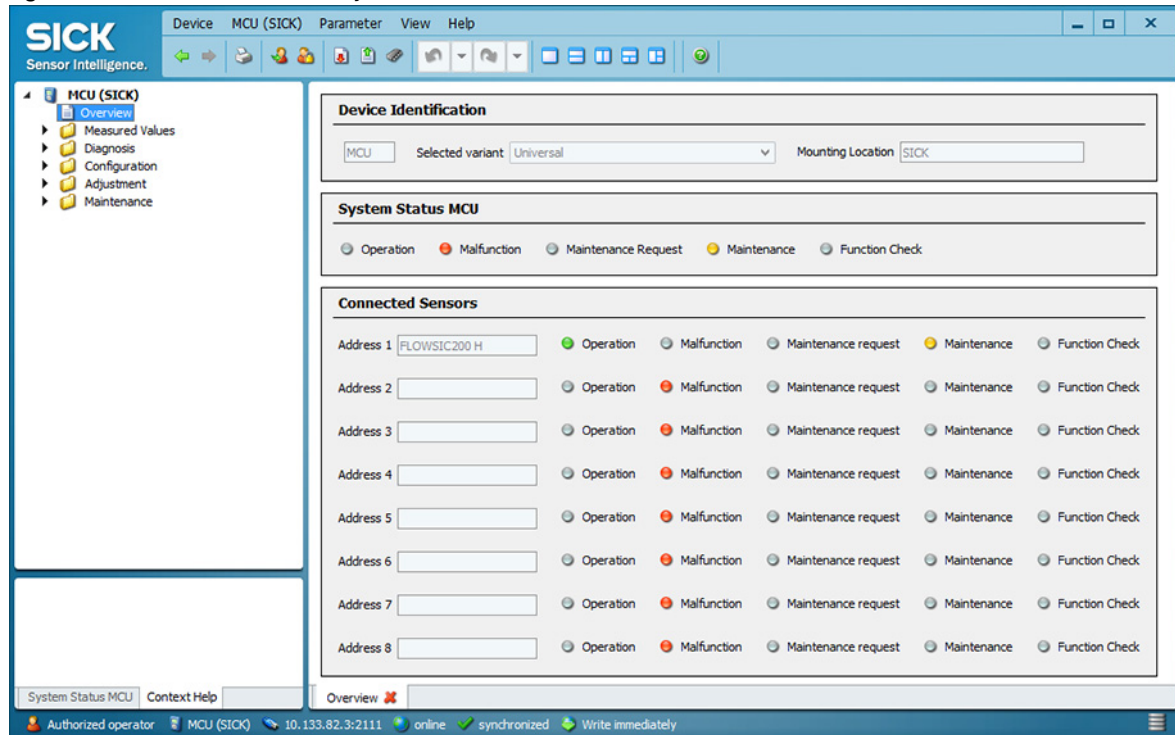 SICK
Sensor Intelligence.
Device MCU (SICK) Parameter View Help
MCU (SICK)
Overview
Measured Values
Diagnosis
Configuration
Adjustment
Maintenance
System Status MCU Context Help
Device Identification
MCU Selected variant Universal Mounting Location SICK
System Status MCU
Operation Malfunction Maintenance Request Maintenance Function Check
Connected Sensors
Address 1 FLOWSIC200 H Operation Malfunction Maintenance request Maintenance Function Check
Address 2 Operation Malfunction Maintenance request Maintenance Function Check
Address 3 Operation Malfunction Maintenance request Maintenance Function Check
Address 4 Operation Malfunction Maintenance request Maintenance Function Check
Address 5 Operation Malfunction Maintenance request Maintenance Function Check
Address 6 Operation Malfunction Maintenance request Maintenance Function Check
Address 7 Operation Malfunction Maintenance request Maintenance Function Check
Address 8 Operation Malfunction Maintenance request Maintenance Function Check
Overview
Authorized operator MCU (SICK) 10.133.82.3:2111 online synchronized Write immediately